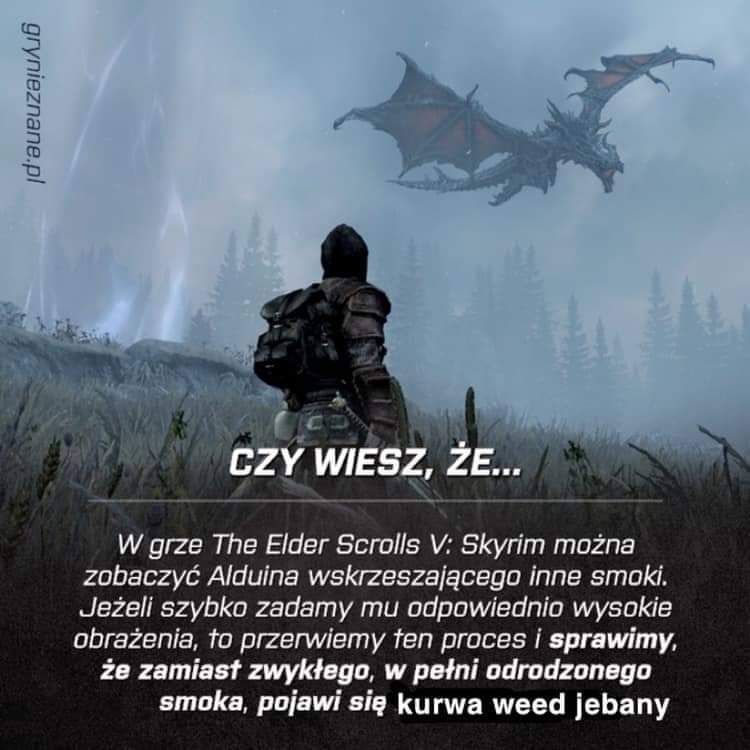 grynieznane.pl
CZY WIESZ, ŻE...
W grze The Elder Scrolls V: Skyrim można
zobaczyć Alduina wskrzeszającego inne smoki.
Jeżeli szybko zadamy mu odpowiednio wysokie
obrażenia, to przerwiemy ten proces i sprawimy,
że zamiast zwykłego, w pełni odrodzonego
smoka, pojawi się kurwa weed jebany